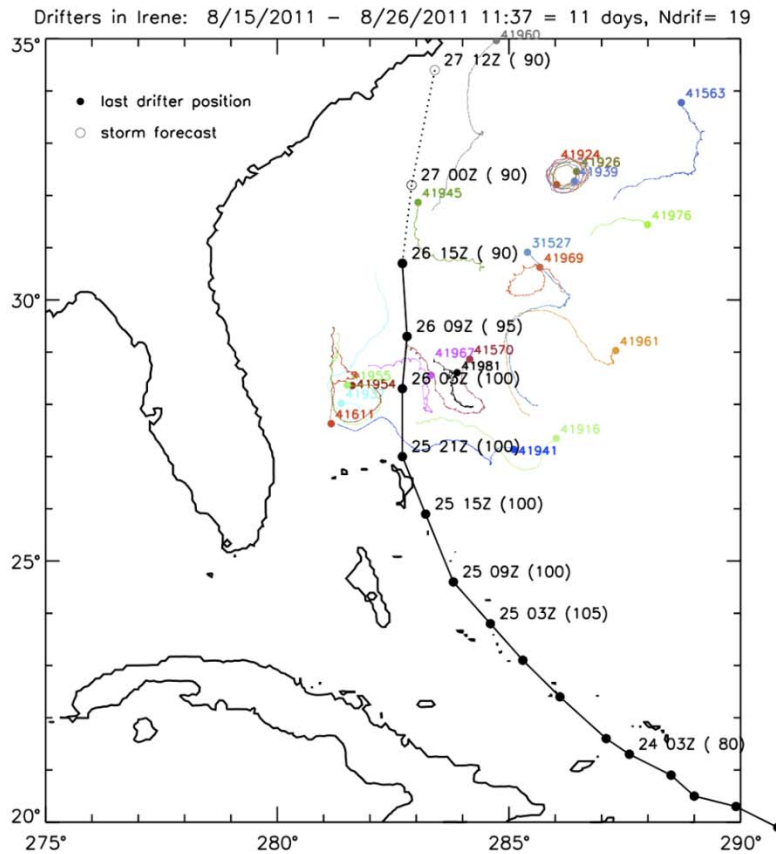 Drifters in Irene: 8/15/2011 – 8/26/2011 11:37 = 11 days, Ndrif= 19
35°
41960
27 12Z ( 90)
last drifter position
41563
storm forecast
41924
41926
41939
27 00Z ( 90)
41945
41976
31527
26 15Z ( 90)
41969
30°
26 09Z ( 95)
41961
41967
41570
41981
26 03Z (100)
41955
41954
4193
41611
41916
25 21Z (100)
41941
25 15Z (100)
25°
25 09Z (100)
25 03Z (105)
24 03Z ( 80)
20°
275
280
285
290